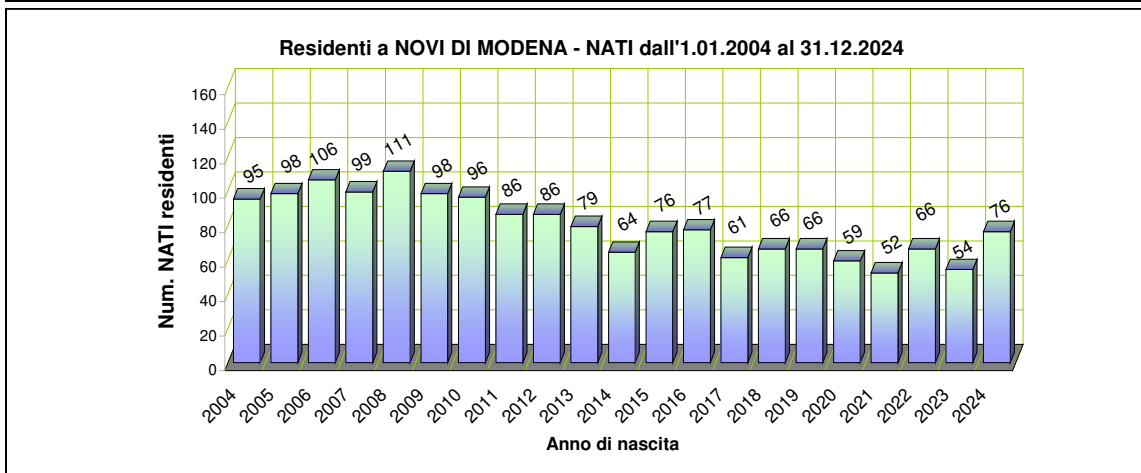 Residenti a NOVI DI MODENA - NATI dall'1.01.2004 al 31.12.2024
Num. NATI residenti
160
140
120
100
80
60
40
20
0
95 98 106 99 111 98 96 86 86 79 64 76 77 61 66 66 59 52 66 54 76
2004 2005 2006 2007 2008 2009 2010 2011 2012 2013 2014 2015 2016 2017 2018 2019 2020 2021 2022 2023 2024
Anno di nascita